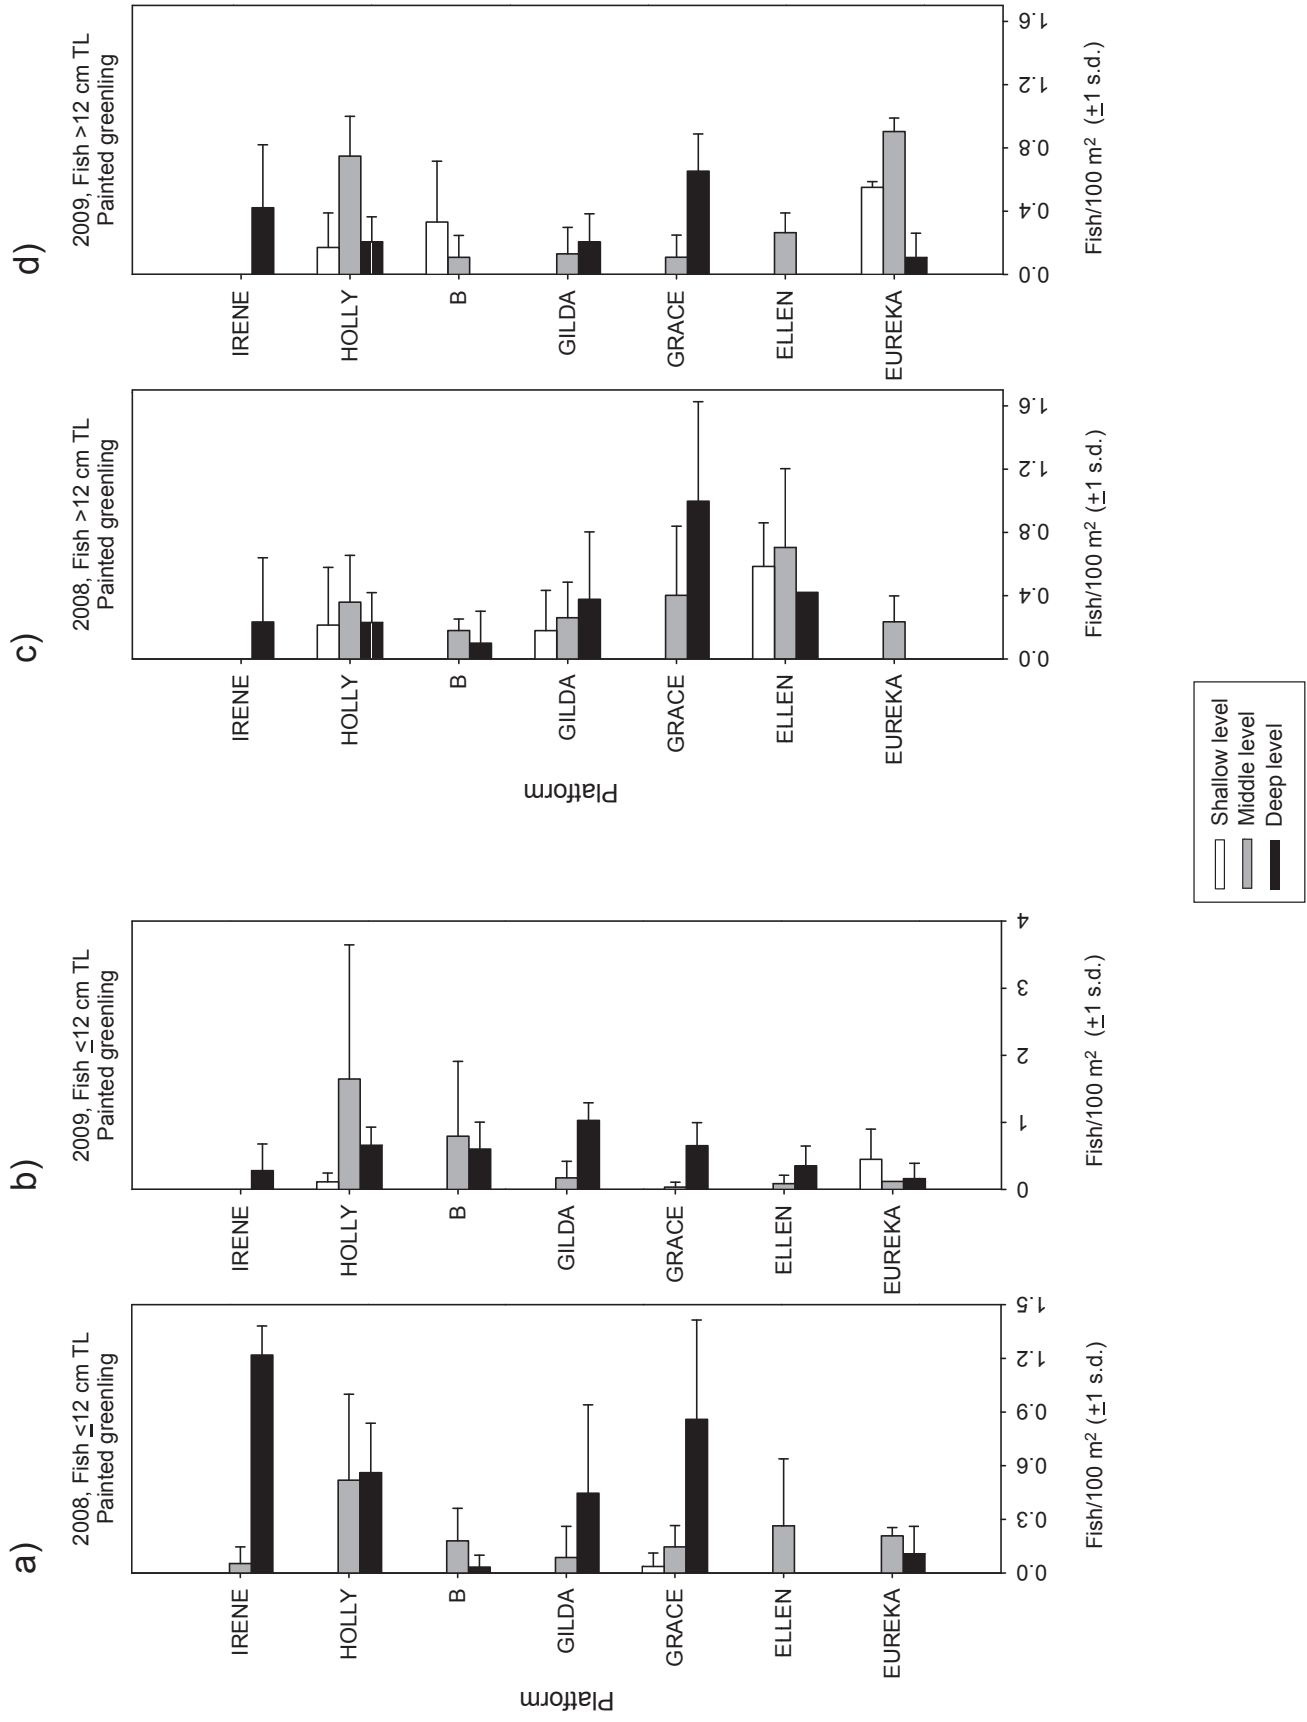 a)
2008, Fish <12 cm TL
Painted greenling
IRENE
HOLLY
B
GILDA
GRACE
ELLEN
EUREKA
Platform
0.0
0.3
0.6
0.9
1.2
1.5
Fish/100 m² (+1 s.d.)
b)
2009, Fish <12 cm TL
Painted greenling
IRENE
HOLLY
B
GILDA
GRACE
ELLEN
EUREKA
0
1
2
3
4
Fish/100 m² (+1 s.d.)
c)
2008, Fish >12 cm TL
Painted greenling
IRENE
HOLLY
B
GILDA
GRACE
ELLEN
EUREKA
Platform
0.0
0.4
0.8
1.2
1.6
Fish/100 m² (+1 s.d.)
d)
2009, Fish >12 cm TL
Painted greenling
IRENE
HOLLY
B
GILDA
GRACE
ELLEN
EUREKA
0.0
0.4
0.8
1.2
1.6
Fish/100 m² (+1 s.d.)
Shallow level
Middle level
Deep level